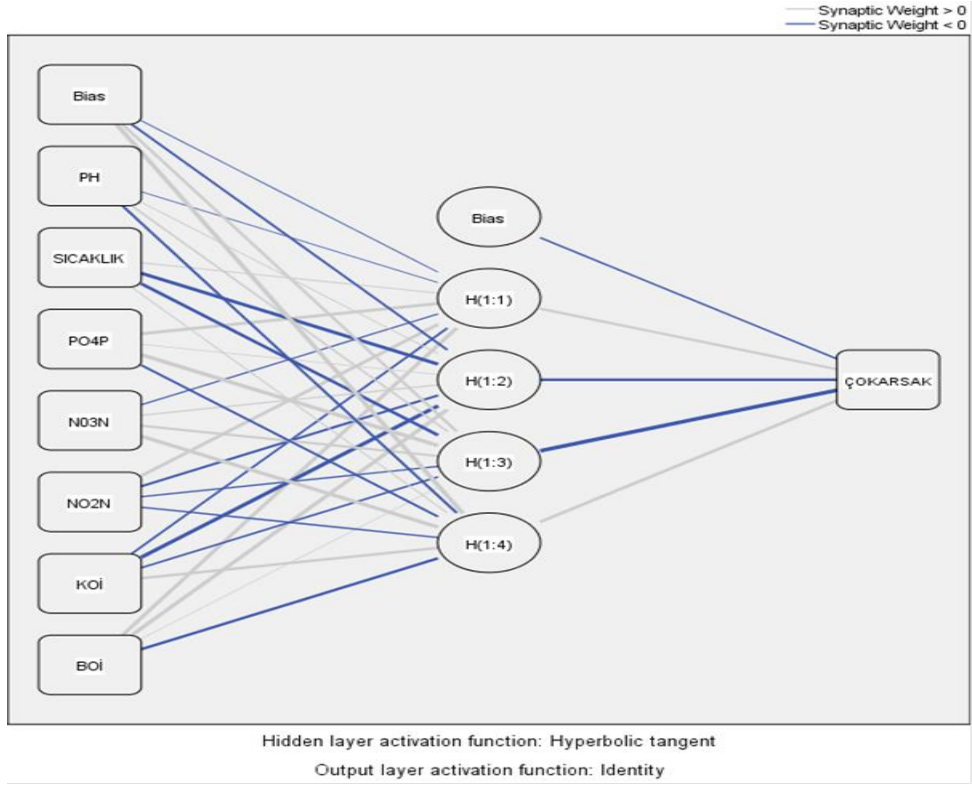 Synaptic Weight > 0
Synaptic Weight < 0
Bias
PH
SICAKLIK
PO4P
N03N
NO2N
KOİ
BOİ
Bias
H(1:1)
H(1:2)
H(1:3)
H(1:4)
ÇOKARSAK
Hidden layer activation function: Hyperbolic tangent
Output layer activation function: Identity